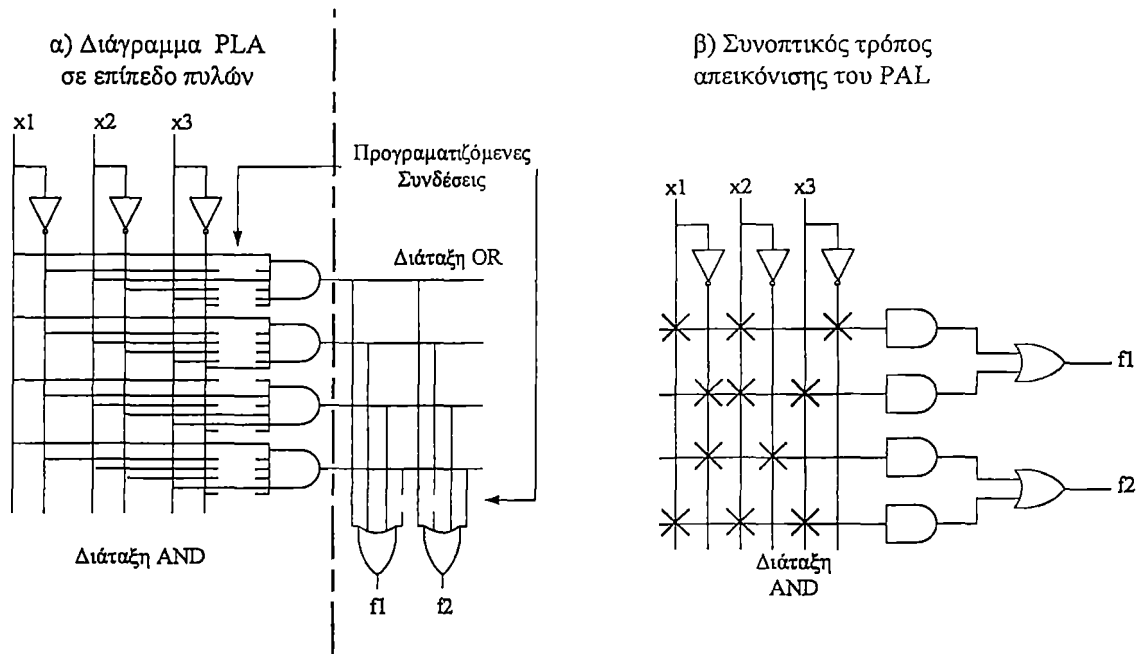 α) Διάγραμμα PLA
σε επίπεδο πυλών
x1 x2 x3
Προγραματιζόμενες
Συνδέσεις
Διάταξη OR
Διάταξη AND
f1 f2
β) Συνοπτικός τρόπος
απεικόνισης του PAL
x1 x2 x3
f1
f2
Διάταξη
AND